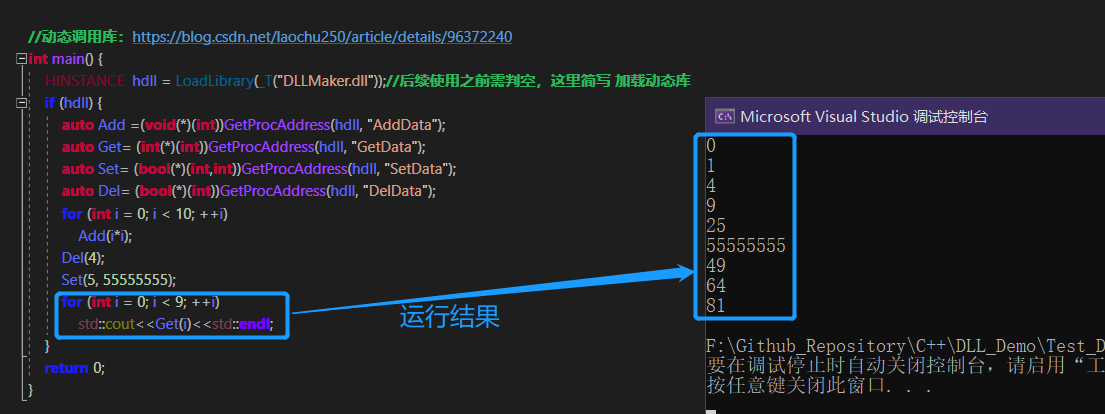 //动态调用库：https://blog.csdn.net/laochu250/article/details/96372240
int main() {
HINSTANCE hdll = LoadLibrary(_T("DLLMaker.dll"));//后续使用之前需判空，这里简写 加载动态库
if (hdll) {
auto Add =(void(*)(int))GetProcAddress(hdll, "AddData");
auto Get= (int(*)(int))GetProcAddress(hdll, "GetData");
auto Set= (bool(*)(int,int))GetProcAddress(hdll, "SetData");
auto Del= (bool(*)(int))GetProcAddress(hdll, "DelData");
for (int i = 0; i < 10; ++i)
Add(i*i);
Del(4);
Set(5, 55555555);
for (int i = 0; i < 9; ++i)
std::cout<<Get(i)<<std::endl;
}
return 0;
}
运行结果
Microsoft Visual Studio 调试控制台
0
1
4
9
25
55555555
49
64
81
F:\Github_Repository\C++\DLL_Demo\Test_D
要在调试停止时自动关闭控制台，请启用“工
按任意键关闭此窗口. . .